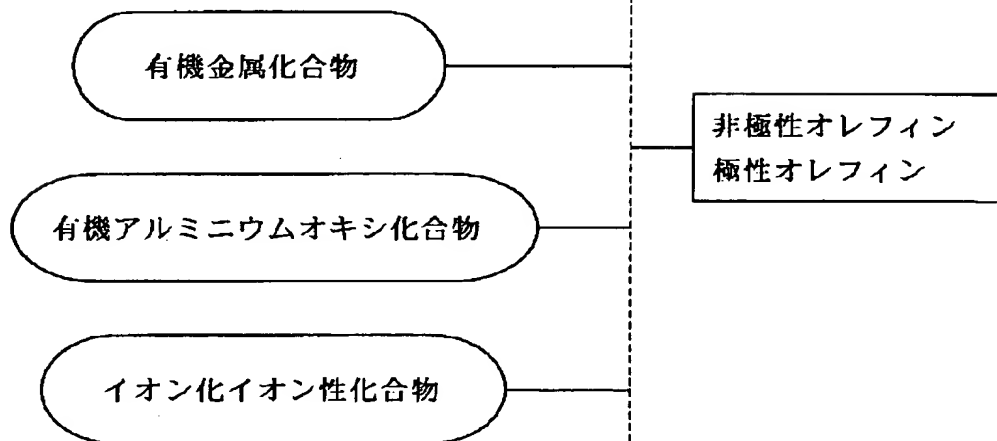 有機金属化合物
非極性オレフィン
極性オレフィン
有機アルミニウムオキシ化合物
イオン化イオン性化合物